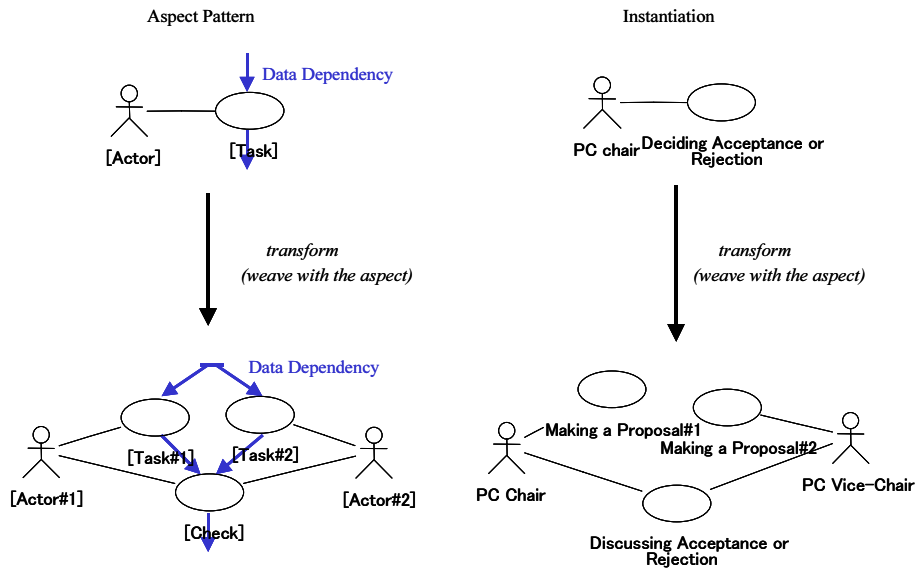 Aspect Pattern
Instantiation
Data Dependency
[Actor]
[Task]
PC chair
Deciding Acceptance or
Rejection
transform
(weave with the aspect)
transform
(weave with the aspect)
Data Dependency
[Task#1]
[Task#2]
[Actor#1]
[Actor#2]
[Check]
Making a Proposal#1
Making a Proposal#2
PC Chair
PC Vice-Chair
Discussing Acceptance or
Rejection